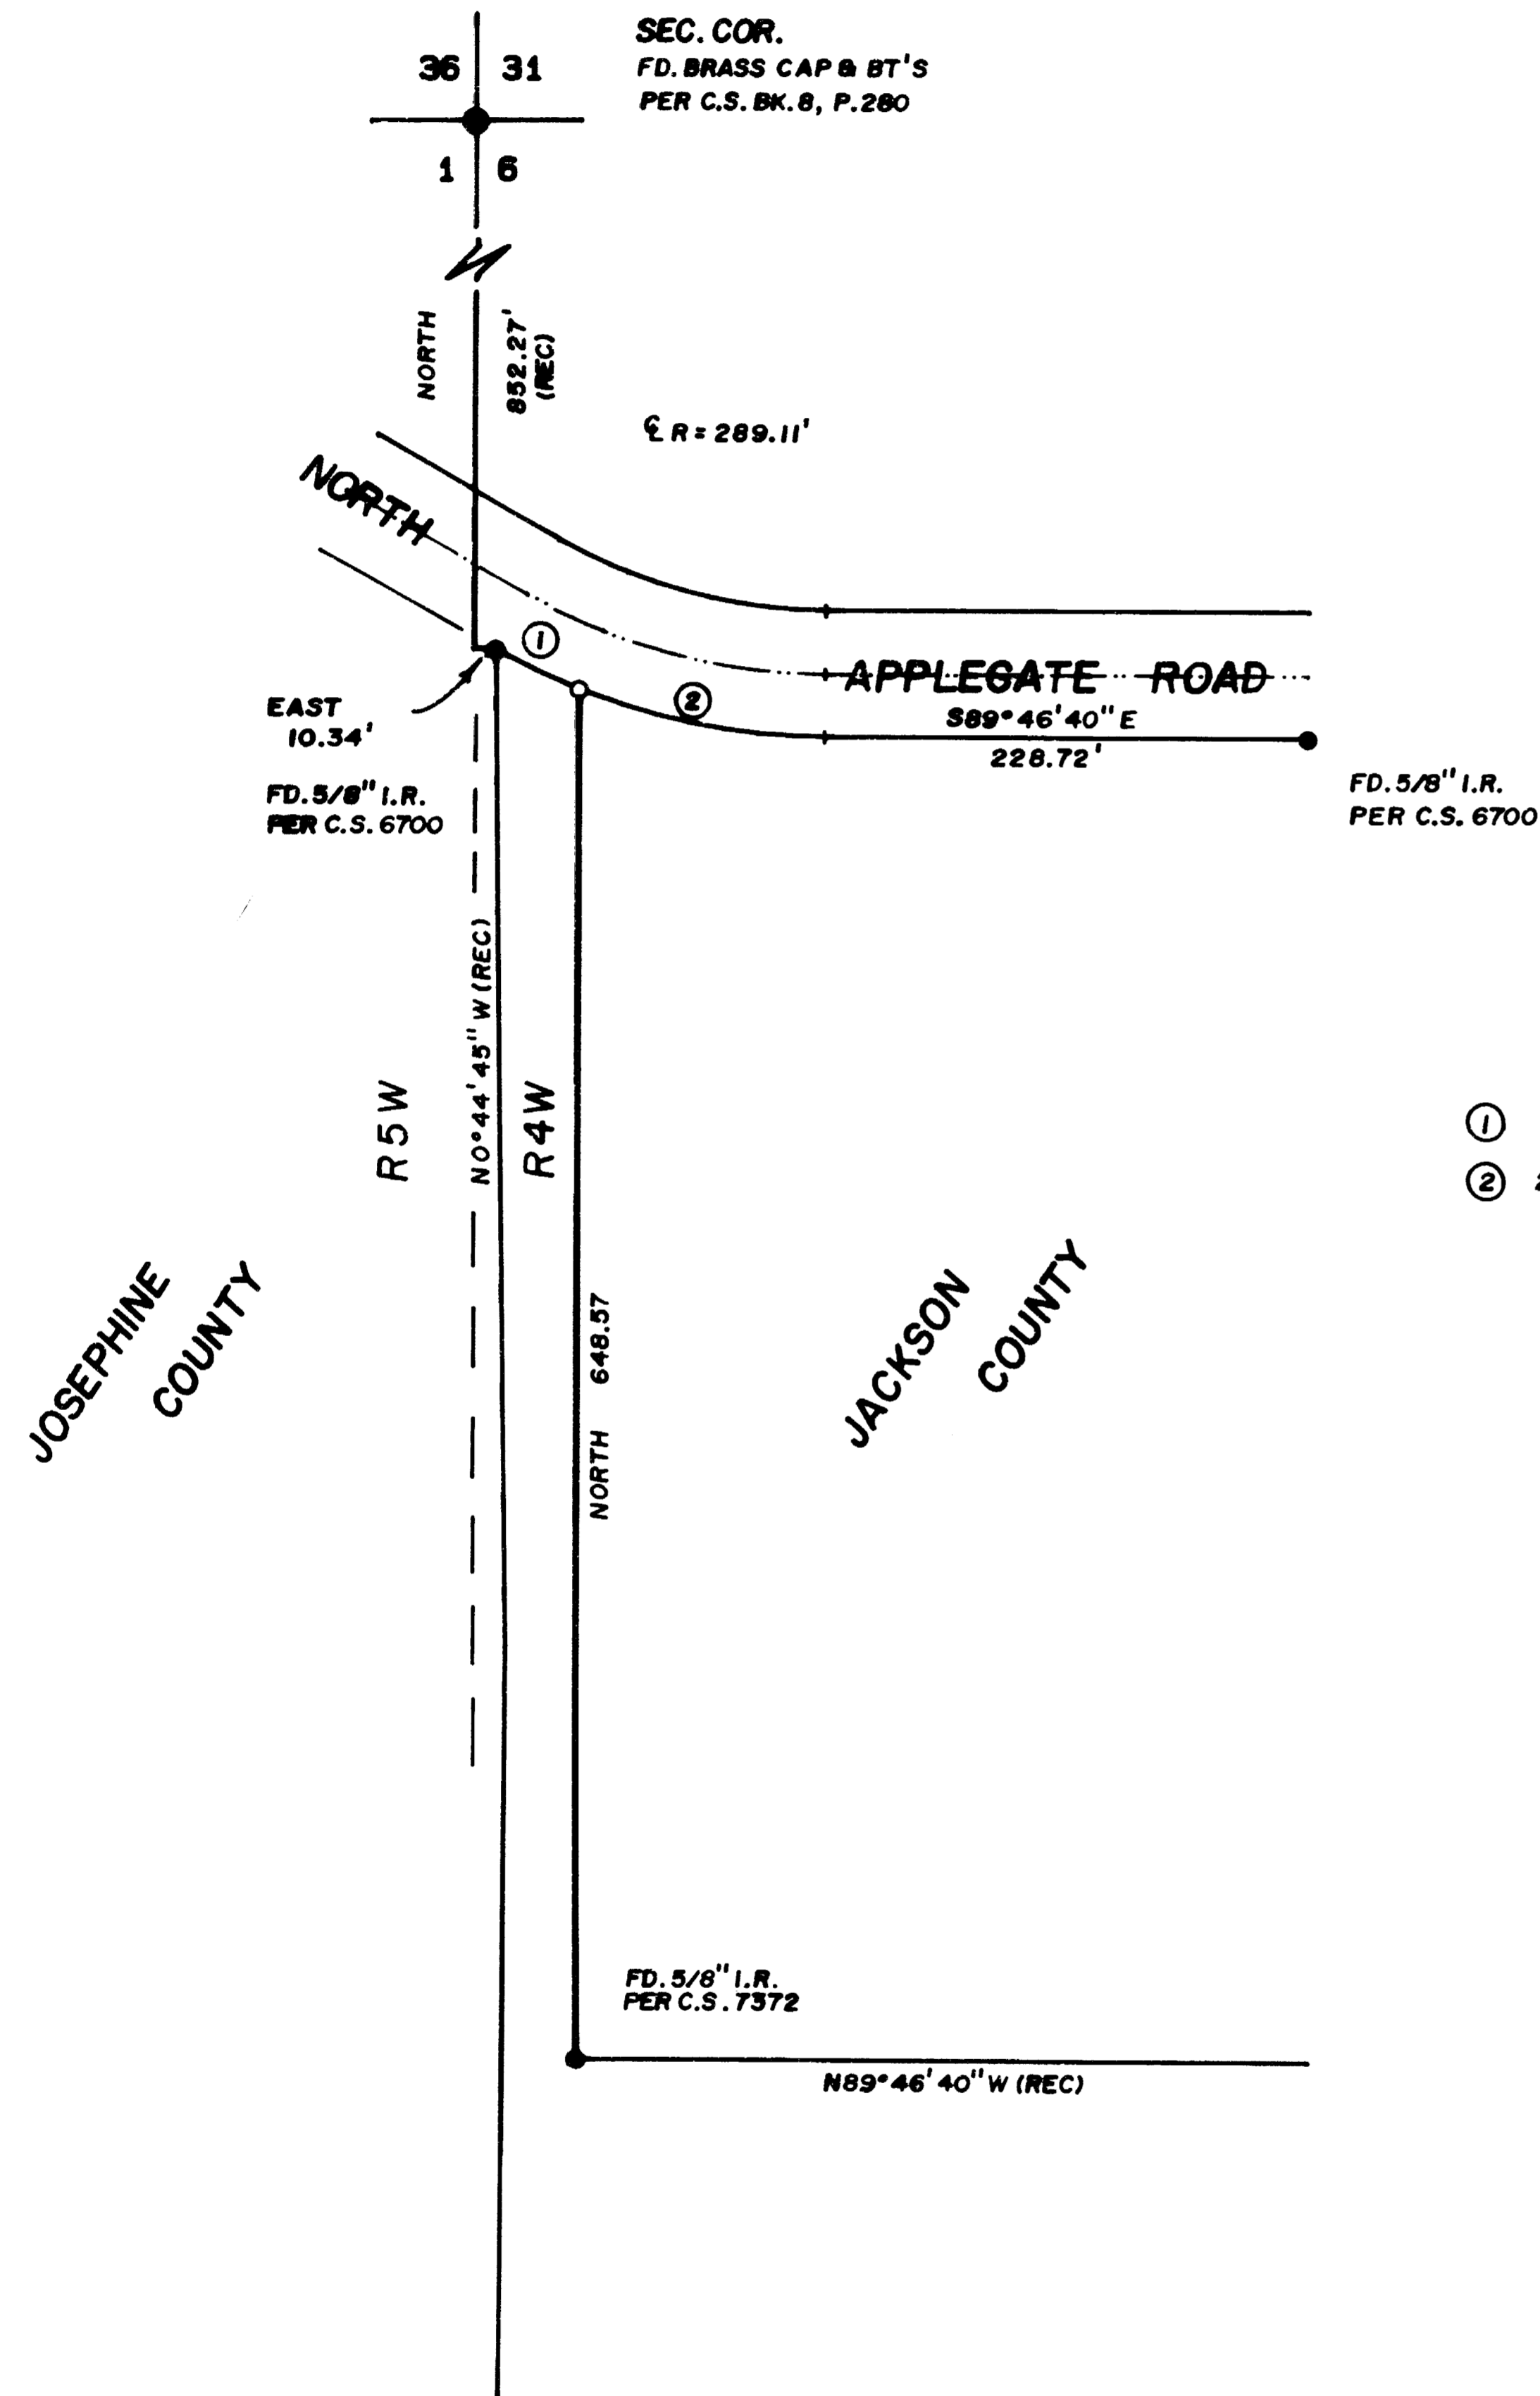 SEC. COR.
36 31
FD. BRASS CAP & BT'S
PER C.S. BK. 8, P. 280
1 6
NORTH
852.27'
(REC)
℄ R = 289.11'
NORTH
APPLEGATE ROAD
1
2
S89°46'40" E
228.72'
EAST
10.34'
FD. 5/8" I.R.
PER C.S. 6700
FD. 5/8" I.R.
PER C.S. 6700
N0°44'45" W (REC)
R5W
R4W
1
2
JOSEPHINE
COUNTY
JACKSON
COUNTY
NORTH 648.57
FD. 5/8" I.R.
PER C.S. 7372
N89°46'40" W (REC)